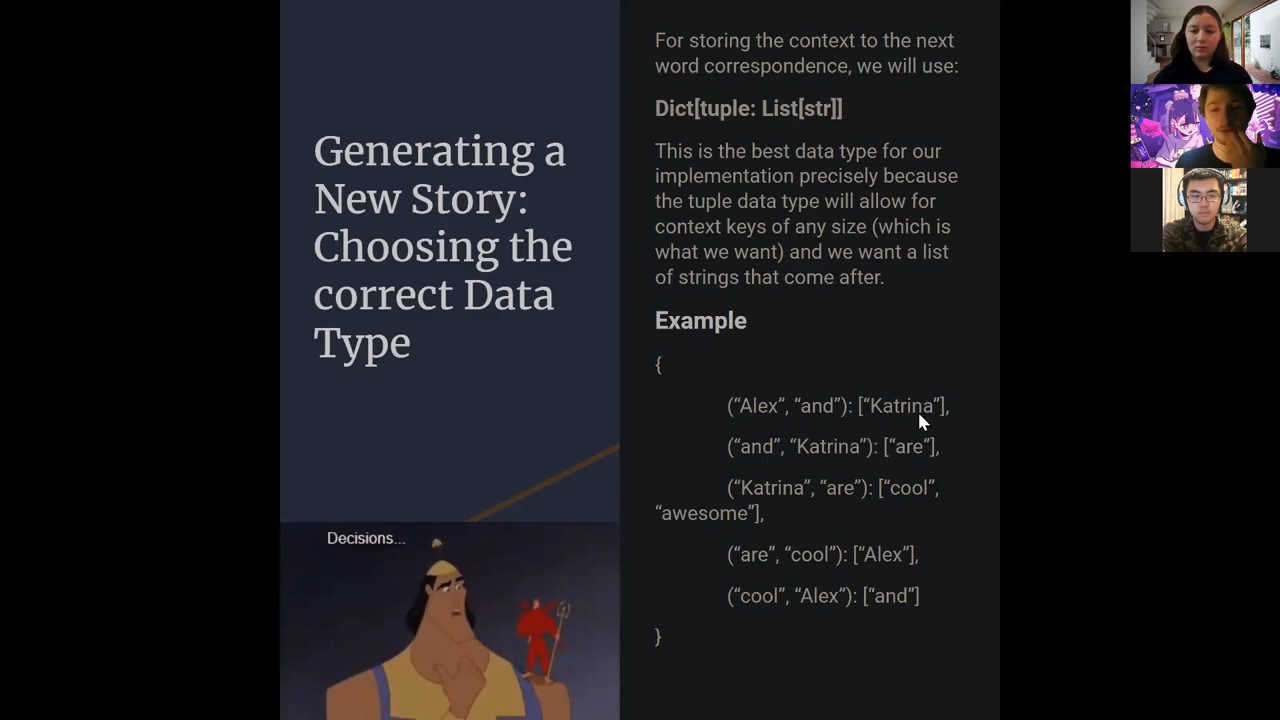 Generating a
New Story:
Choosing the
correct Data
Type
Decisions...
For storing the context to the next
word correspondence, we will use:
Dict[tuple: List[str]]
This is the best data type for our
implementation precisely because
the tuple data type will allow for
context keys of any size (which is
what we want) and we want a list
of strings that come after.
Example
{
(“Alex”, “and”): [“Katrina”],
(“and”, “Katrina”): [“are”],
(“Katrina”, “are”): [“cool”,
“awesome”],
(“are”, “cool”): [“Alex”],
(“cool”, “Alex”): [“and”]
}